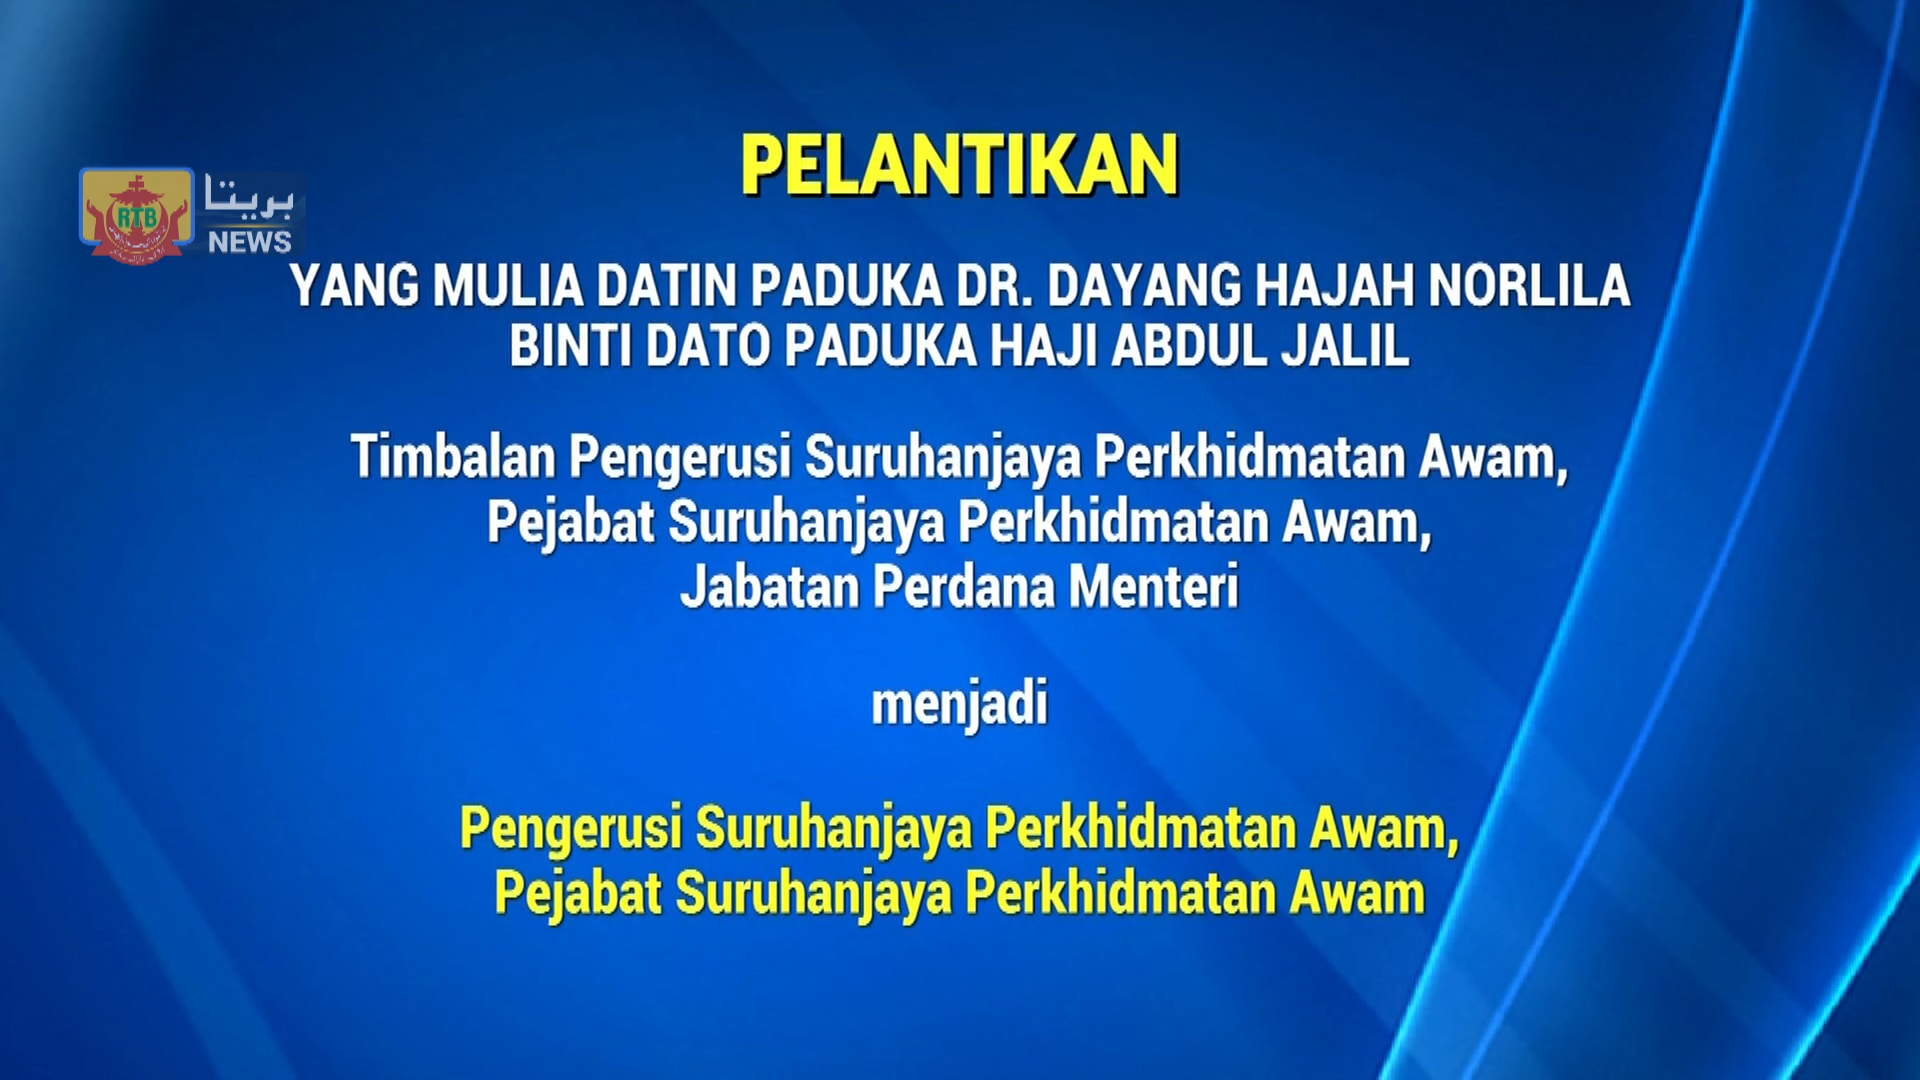 PELANTIKAN
RTB
بريتا
NEWS
YANG MULIA DATIN PADUKA DR. DAYANG HAJAH NORLILA
BINTI DATO PADUKA HAJI ABDUL JALIL
Timbalan Pengerusi Suruhanjaya Perkhidmatan Awam,
Pejabat Suruhanjaya Perkhidmatan Awam,
Jabatan Perdana Menteri
menjadi
Pengerusi Suruhanjaya Perkhidmatan Awam,
Pejabat Suruhanjaya Perkhidmatan Awam